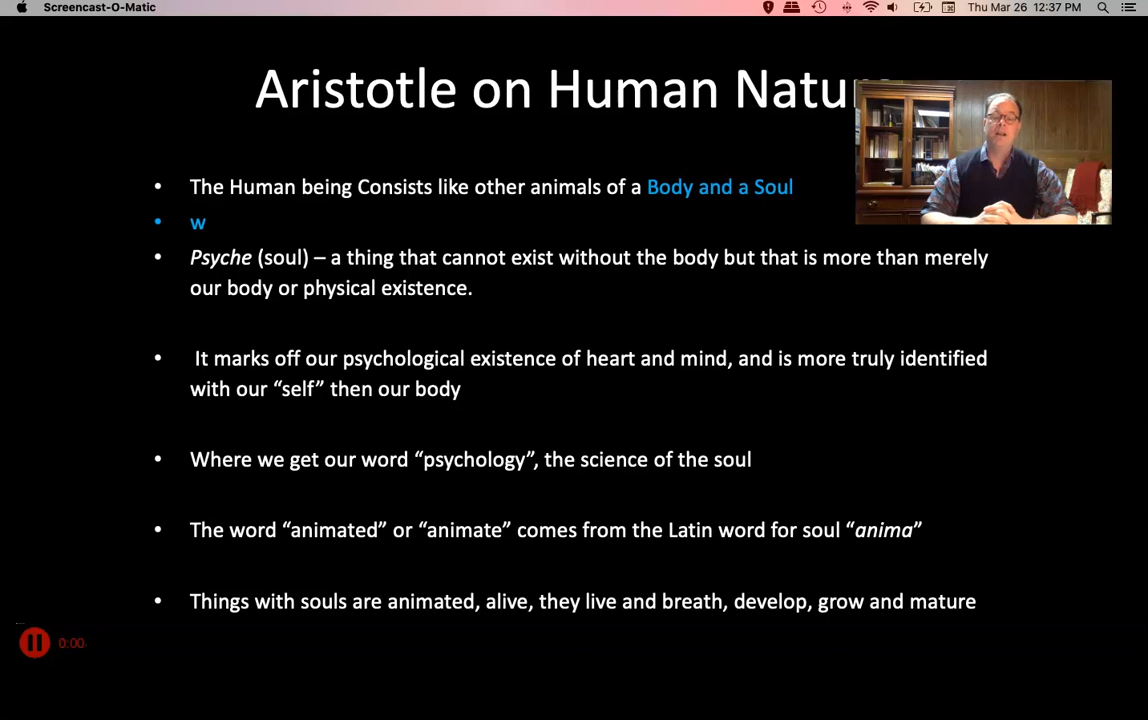 Screencast-O-Matic
Thu Mar 26 12:37 PM
Aristotle on Human Natu
• The Human being Consists like other animals of a Body and a Soul
• w
• Psyche (soul) – a thing that cannot exist without the body but that is more than merely
our body or physical existence.
• It marks off our psychological existence of heart and mind, and is more truly identified
with our “self” then our body
• Where we get our word “psychology”, the science of the soul
• The word “animated” or “animate” comes from the Latin word for soul “anima”
• Things with souls are animated, alive, they live and breath, develop, grow and mature
0:00